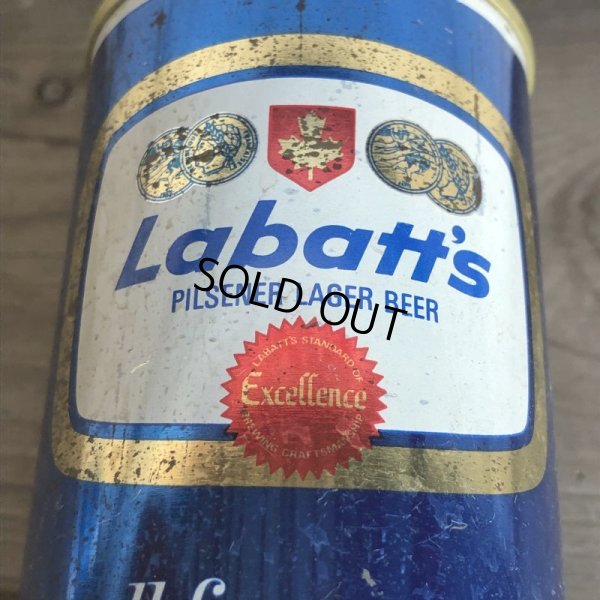 Labatt's
PILSENER LAGER BEER
SOLD OUT
LABATT'S STANDARD OF
Excellence
BREWING CRAFTSMANSHIP